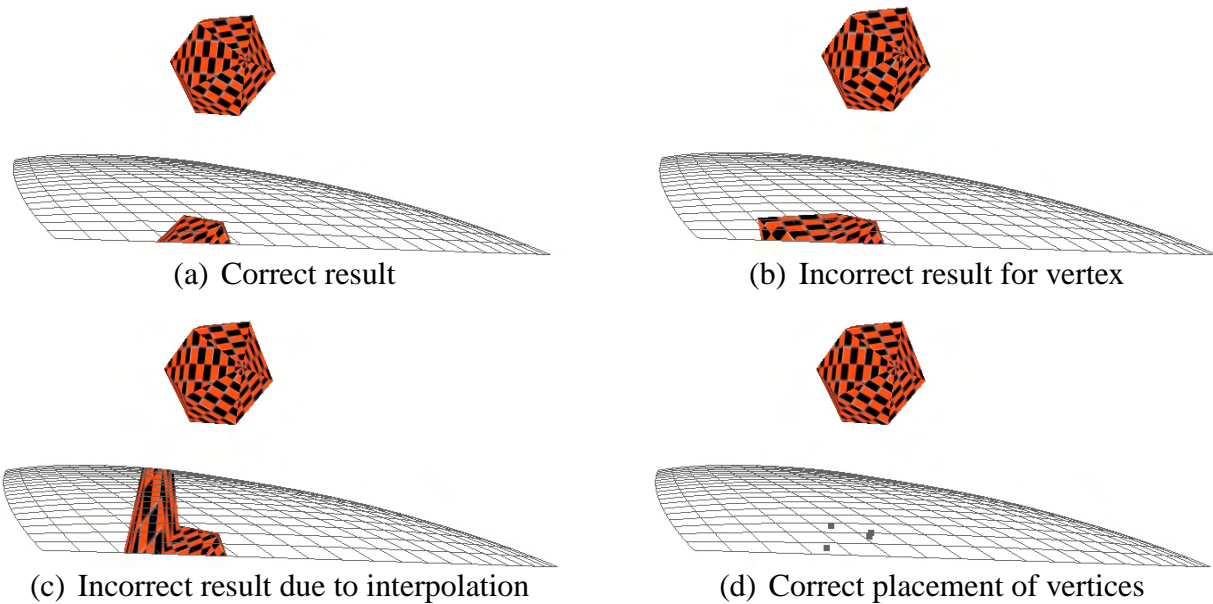 (a) Correct result
(b) Incorrect result for vertex
(c) Incorrect result due to interpolation
(d) Correct placement of vertices